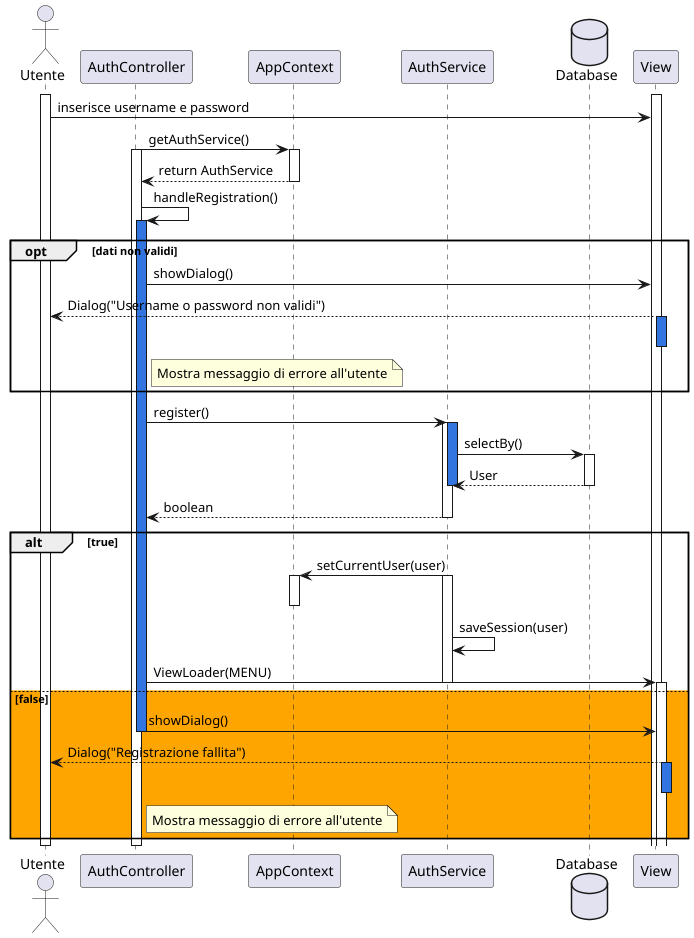 Utente
AuthController
AppContext
AuthService
Database
View
inserisce username e password
getAuthService()
return AuthService
handleRegistration()
opt
[dati non validi]
showDialog()
Dialog("Username o password non validi")
Mostra messaggio di errore all'utente
register()
selectBy()
User
boolean
alt
[true]
setCurrentUser(user)
saveSession(user)
ViewLoader(MENU)
[false]
showDialog()
Dialog("Registrazione fallita")
Mostra messaggio di errore all'utente
Utente
AuthController
AppContext
AuthService
Database
View